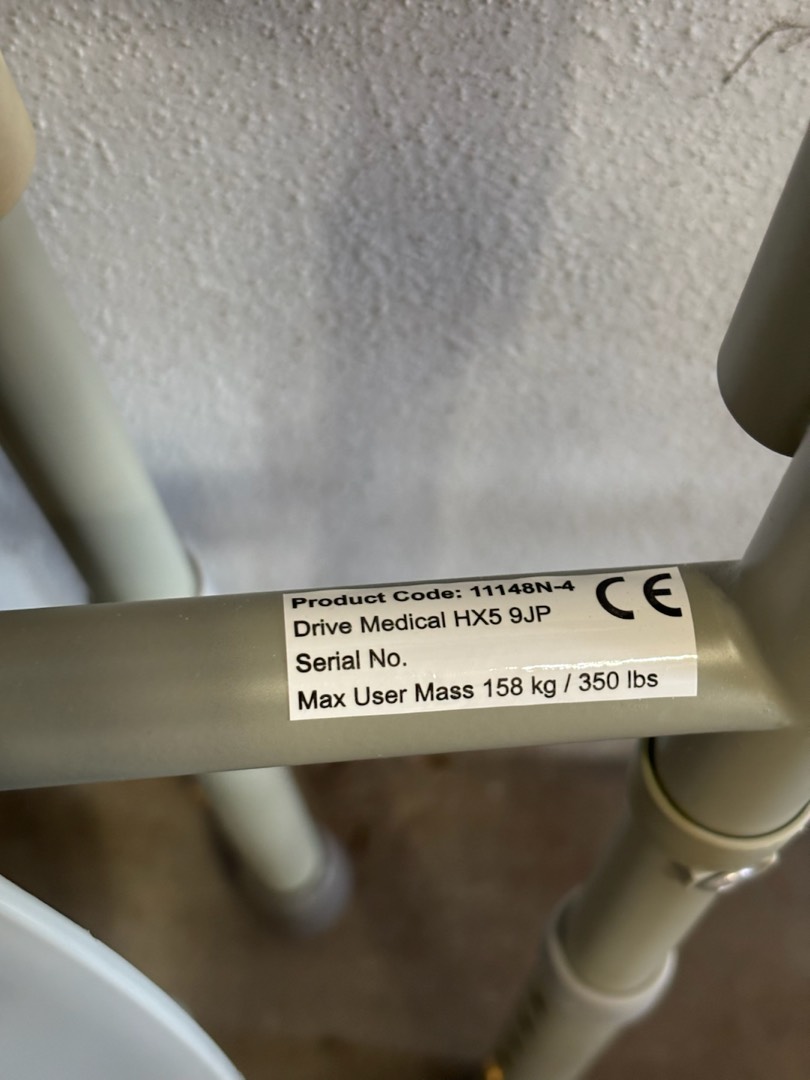 Product Code: 11148N-4
CE
Drive Medical HX5 9JP
Serial No.
Max User Mass 158 kg / 350 lbs